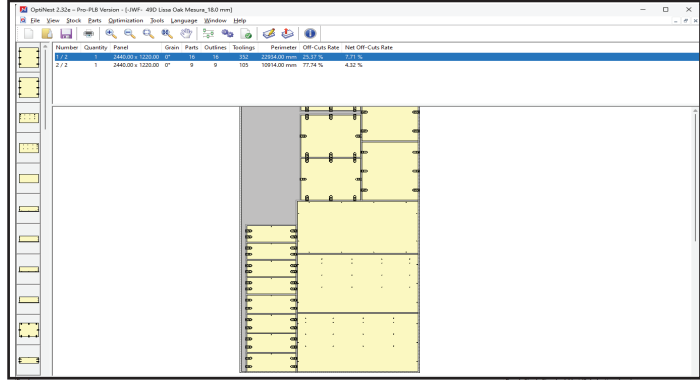 OptiNest 2.32e – Pro-PLB Version - [-JWF- 49D Lissa Oak Mesura_18.0 mm]
File View Stock Parts Optimization Tools Language Window Help
Number Quantity Panel Grain Parts Outlines Toolings Perimeter Off-Cuts Rate Net Off-Cuts Rate
1 / 2 1 2440.00 x 1220.00 0° 16 16 352 22934.00 mm 25.37 % 7.71 %
2 / 2 1 2440.00 x 1220.00 0° 9 9 105 10914.00 mm 77.74 % 4.32 %